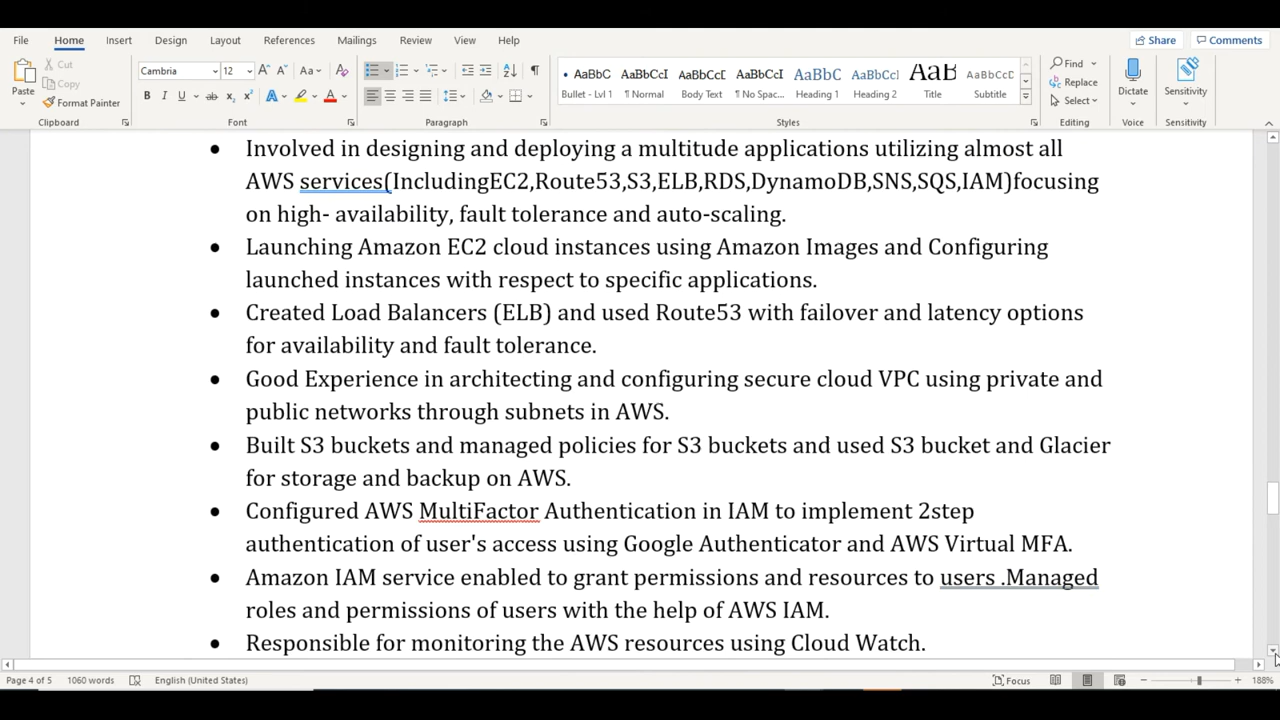 File Home Insert Design Layout References Mailings Review View Help Share Comments
Cut
Copy
Format Painter
Paste
Cambria 12 Aa
B I U ab x₂ x² A A
AaBbC AaBbCcI AaBbCcD AaBbCcI AaBbC AaBbCcI AaB AaBbCcD
Bullet - Lvl 1 ¶ Normal Body Text ¶ No Spac... Heading 1 Heading 2 Title Subtitle
Find
Replace
Select
Dictate Sensitivity
Clipboard Font Paragraph Styles Editing Voice Sensitivity
• Involved in designing and deploying a multitude applications utilizing almost all
AWS services(IncludingEC2,Route53,S3,ELB,RDS,DynamoDB,SNS,SQS,IAM)focusing
on high- availability, fault tolerance and auto-scaling.
• Launching Amazon EC2 cloud instances using Amazon Images and Configuring
launched instances with respect to specific applications.
• Created Load Balancers (ELB) and used Route53 with failover and latency options
for availability and fault tolerance.
• Good Experience in architecting and configuring secure cloud VPC using private and
public networks through subnets in AWS.
• Built S3 buckets and managed policies for S3 buckets and used S3 bucket and Glacier
for storage and backup on AWS.
• Configured AWS MultiFactor Authentication in IAM to implement 2step
authentication of user's access using Google Authenticator and AWS Virtual MFA.
• Amazon IAM service enabled to grant permissions and resources to users .Managed
roles and permissions of users with the help of AWS IAM.
• Responsible for monitoring the AWS resources using Cloud Watch.
Page 4 of 5 1060 words English (United States) Focus 188%